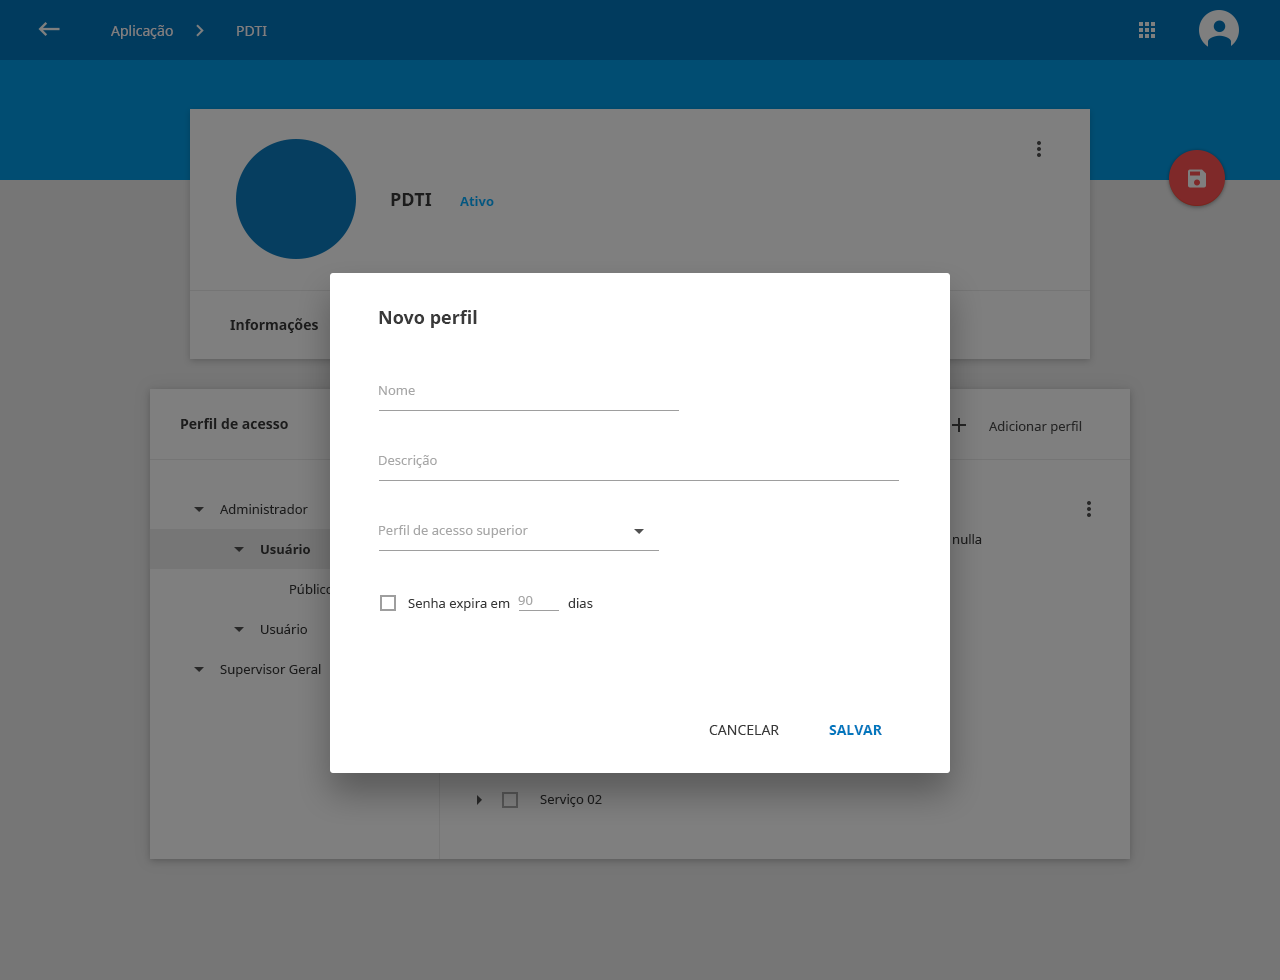 Aplicação
PDTI
PDTI Ativo
Informações
Novo perfil
Nome
Descrição
Perfil de acesso superior
Senha expira em 90 dias
CANCELAR SALVAR
Perfil de acesso
Adicionar perfil
Administrador
Usuário
nulla
Público
Usuário
Supervisor Geral
Serviço 02